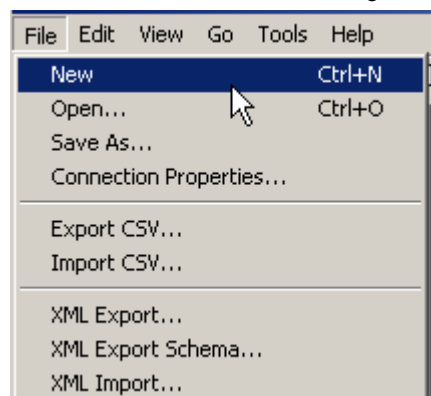 File Edit View Go Tools Help
New Ctrl+N
Open... Ctrl+O
Save As...
Connection Properties...
Export CSV...
Import CSV...
XML Export...
XML Export Schema...
XML Import...